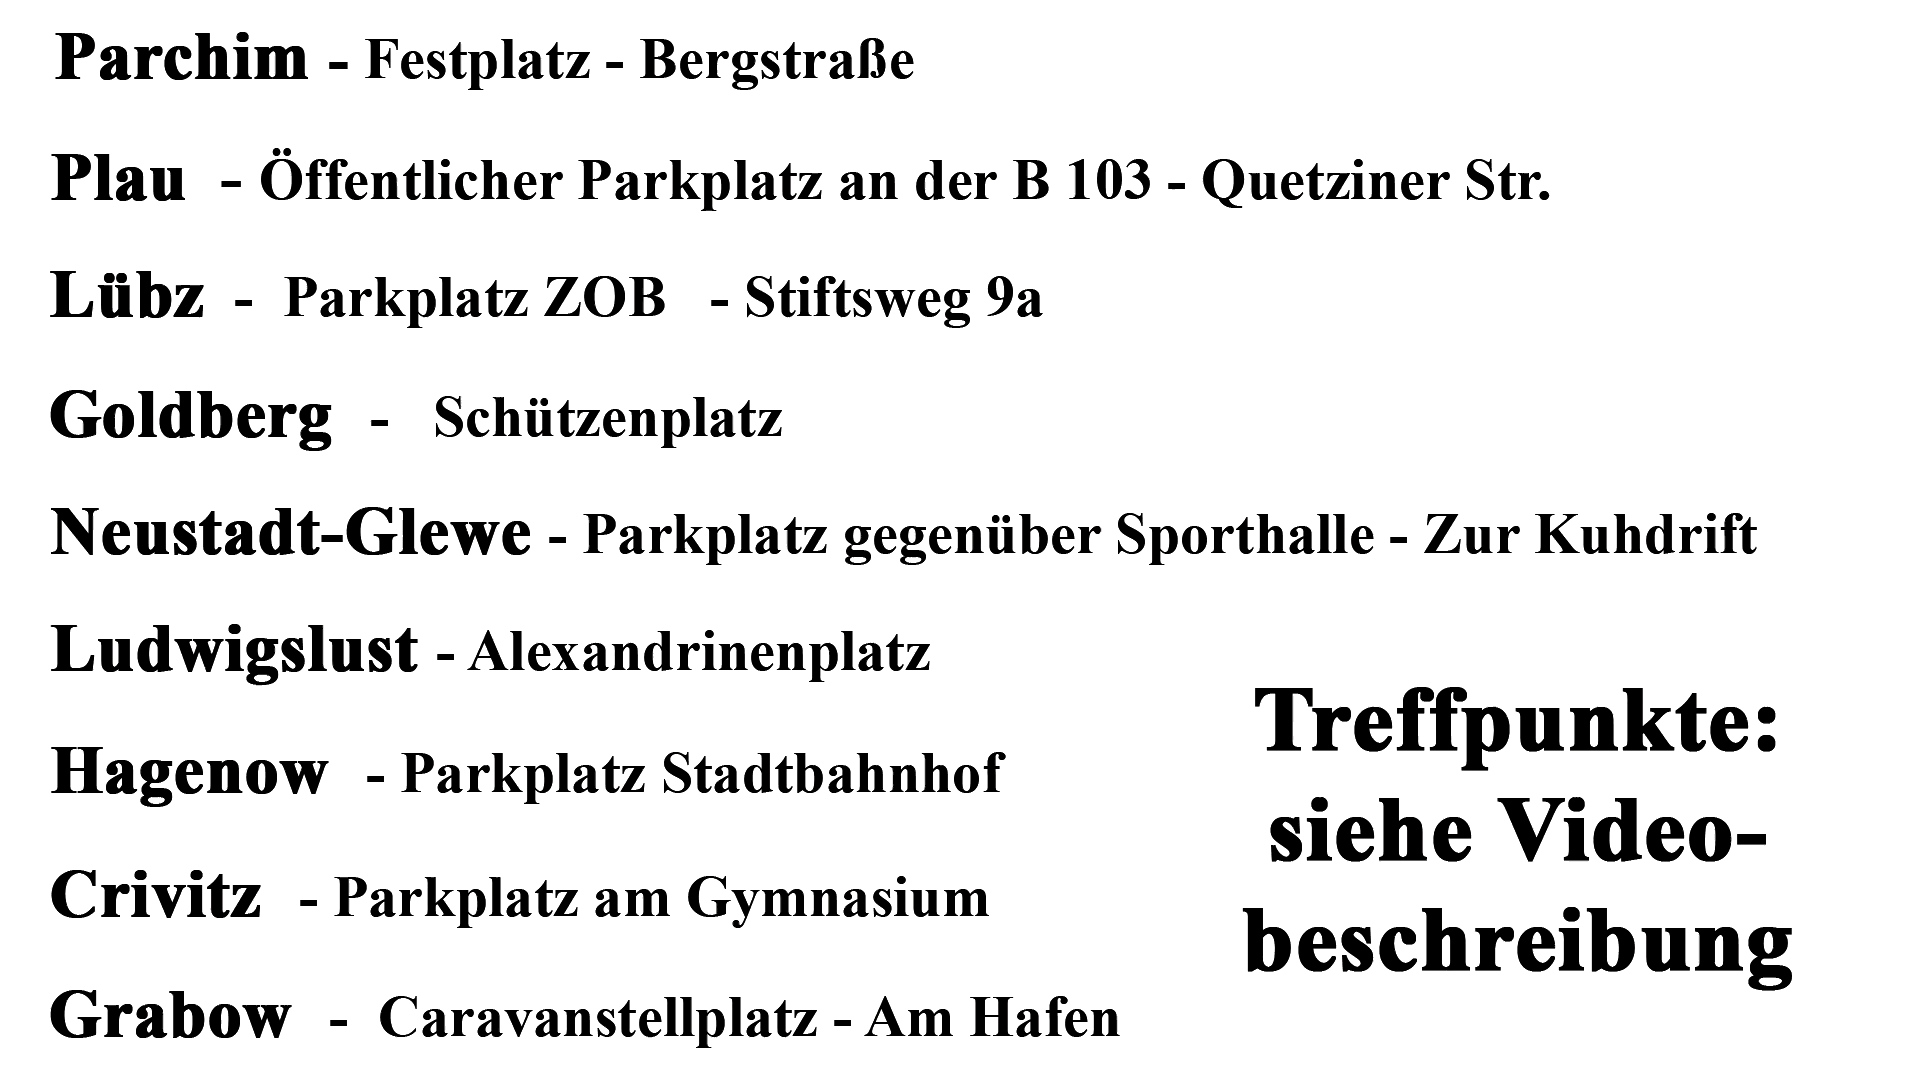 Parchim - Festplatz - Bergstraße
Plau - Öffentlicher Parkplatz an der B 103 - Quetziner Str.
Lübz - Parkplatz ZOB - Stiftsweg 9a
Goldberg - Schützenplatz
Neustadt-Glewe - Parkplatz gegenüber Sporthalle - Zur Kuhdrift
Ludwigslust - Alexandrinenplatz
Hagenow - Parkplatz Stadtbahnhof
Crivitz - Parkplatz am Gymnasium
Grabow - Caravanstellplatz - Am Hafen
Treffpunkte:
siehe Video-
beschreibung